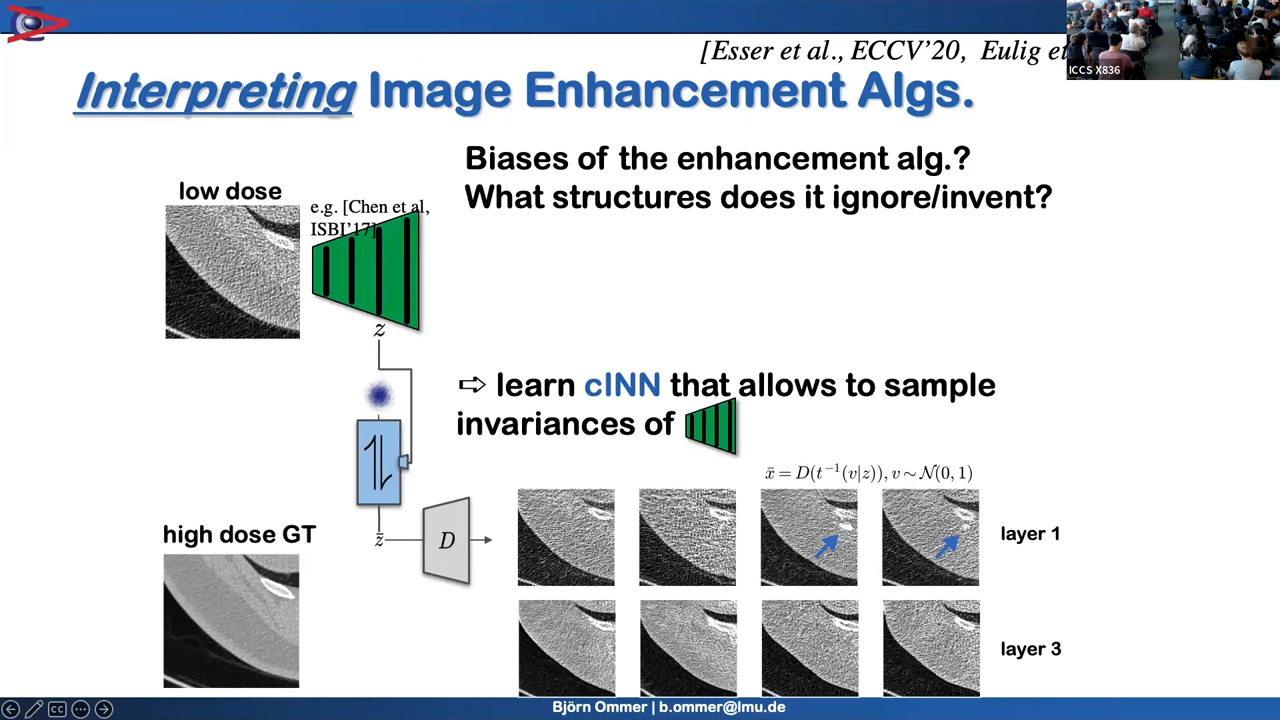 [Esser et al., ECCV'20, Eulig et
ICCS X836
Interpreting Image Enhancement Algs.
Biases of the enhancement alg.?
What structures does it ignore/invent?
low dose
e.g. [Chen et al,
ISBI'17]
z
⇨ learn cINN that allows to sample
invariances of
x̄ = D(t⁻¹(v|z)), v ∼ N(0, 1)
high dose GT
z̄
D
layer 1
layer 3
CC
Björn Ommer | b.ommer@lmu.de